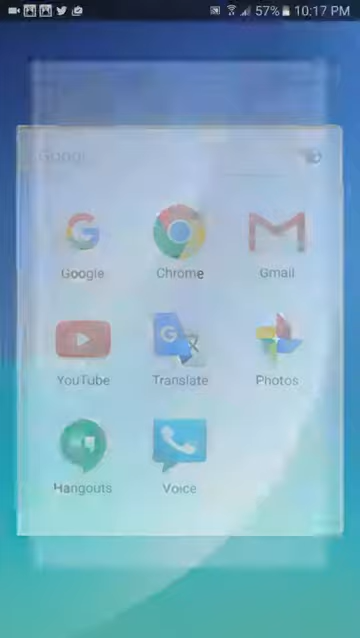 57% 10:17 PM
Google
Google Chrome Gmail
YouTube Translate Photos
Hangouts Voice